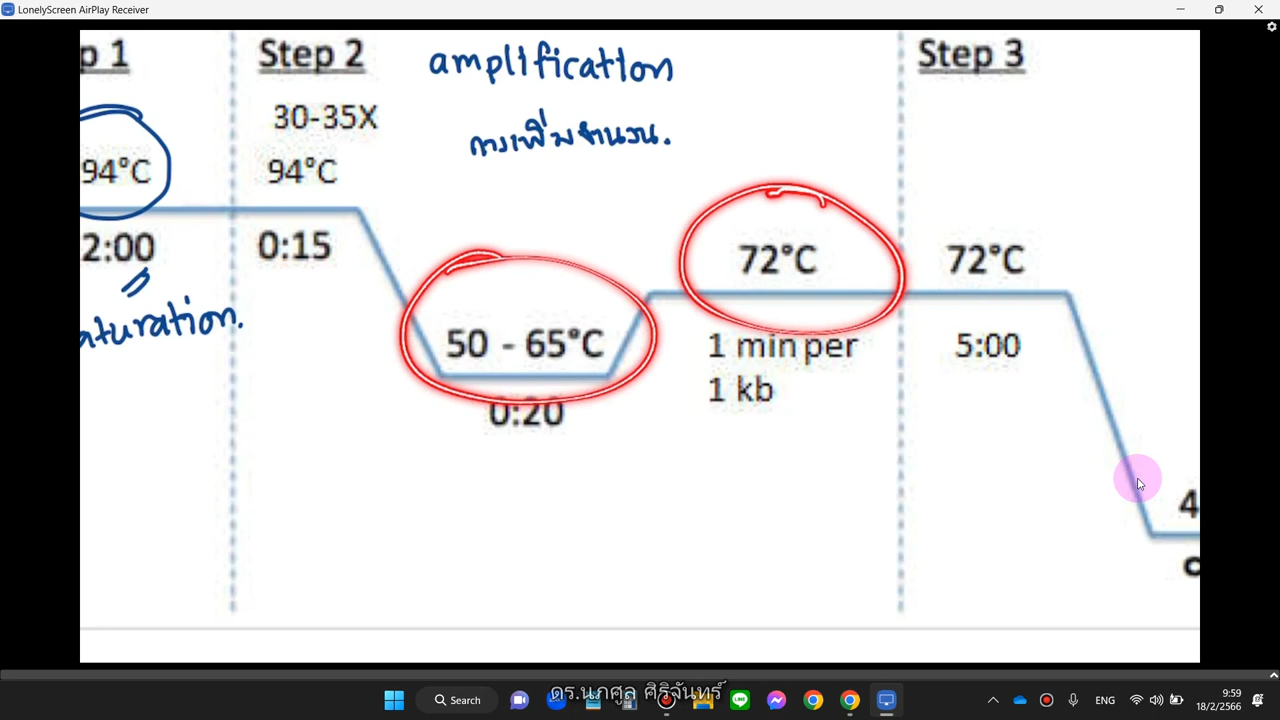 LonelyScreen AirPlay Receiver
p 1
Step 2
amplification
Step 3
30-35X
การเพิ่มจำนวน.
94°C
94°C
2:00
0:15
72°C
72°C
aturation.
50 - 65°C
1 min per
1 kb
5:00
0:20
4
ดร.นภศูล ศิริจันทร์
Search
ENG
9:59
18/2/2566